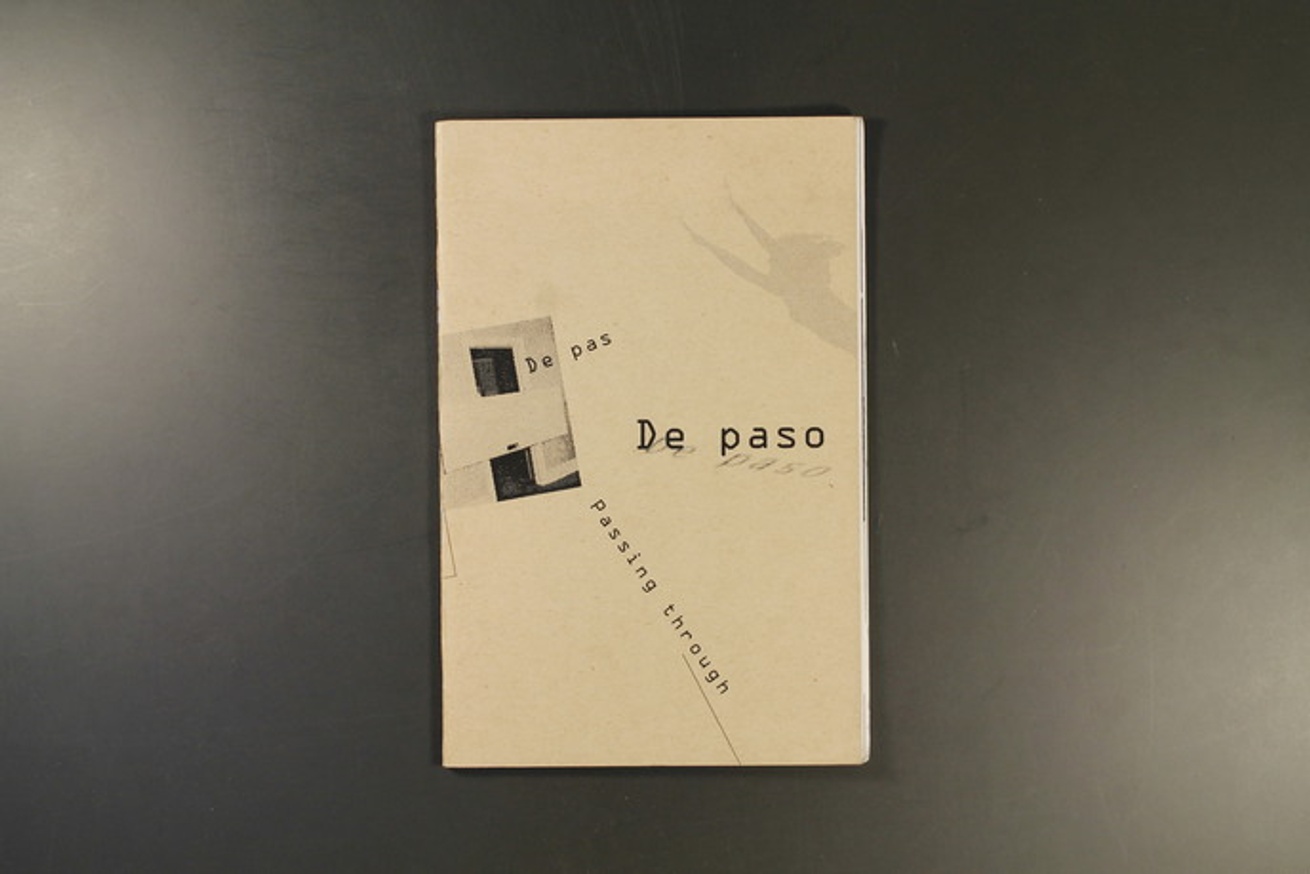 De pas
De paso
De paso
passing through